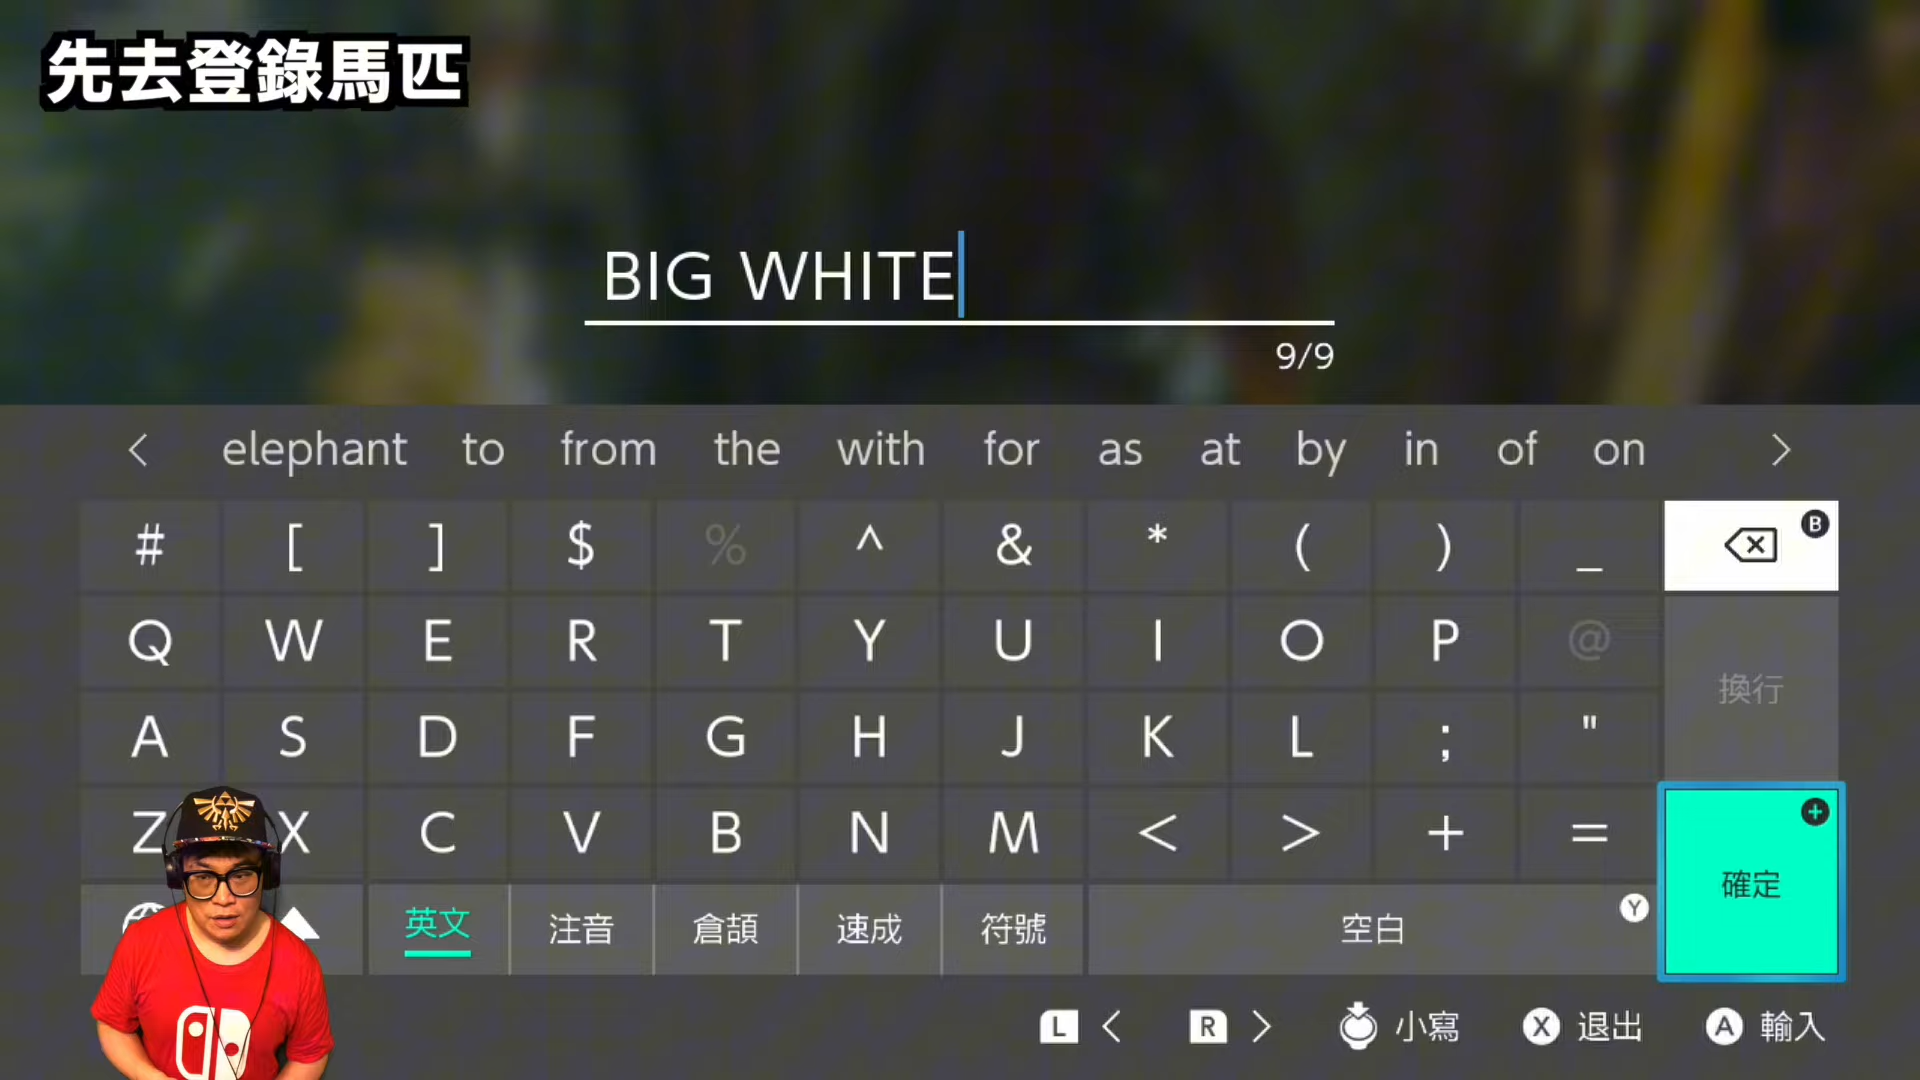 先去登錄馬匹
BIG WHITE
9/9
< elephant to from the with for as at by in of on >
# [ ] $ % ^ & * ( ) _ B
Q W E R T Y U I O P @
換行
A S D F G H J K L ; "
Z X C V B N M < > + = +
確定
英文 注音 倉頡 速成 符號 空白 Y
L < R > 小寫 X 退出 A 輸入